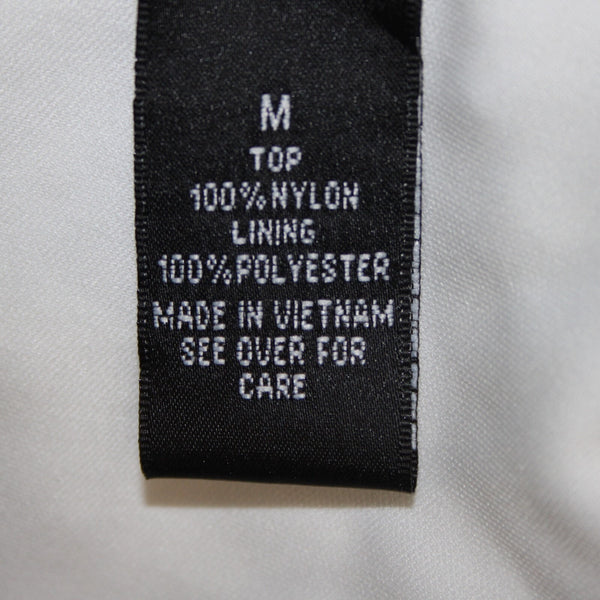 M
TOP
100% NYLON
LINING
100% POLYESTER
MADE IN VIETNAM
SEE OVER FOR
CARE